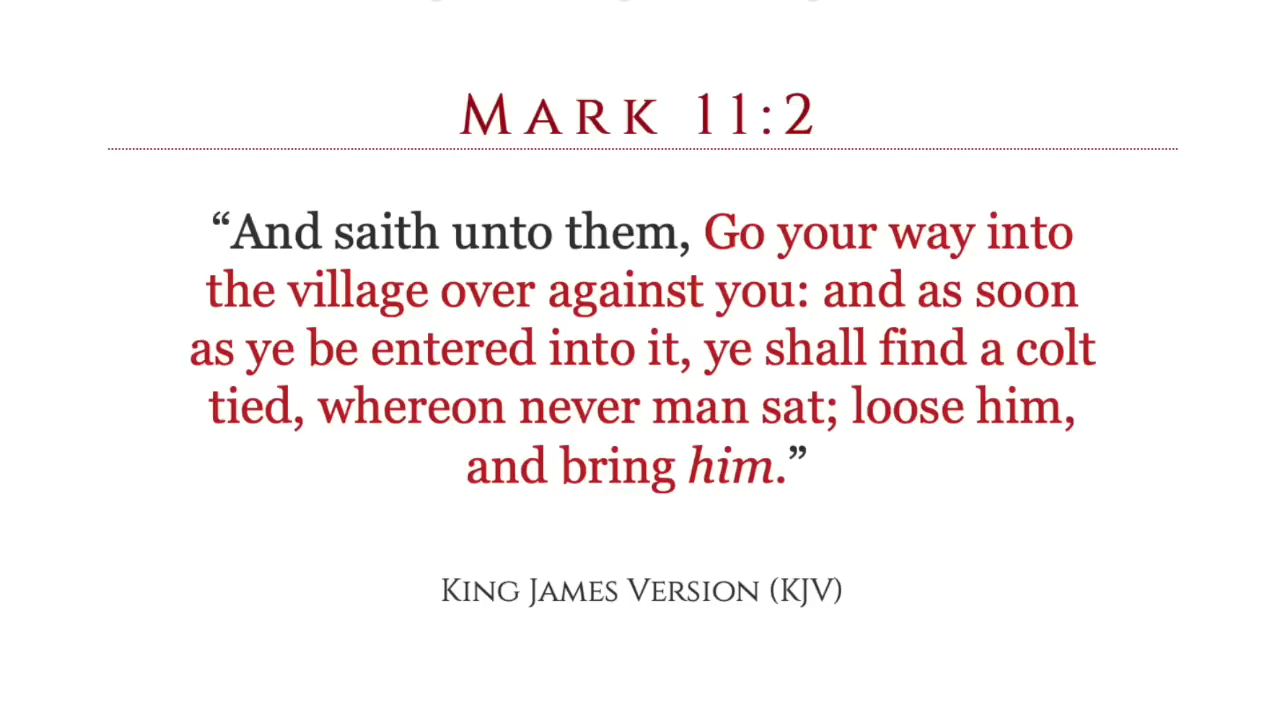 MARK 11:2
“And saith unto them, Go your way into
the village over against you: and as soon
as ye be entered into it, ye shall find a colt
tied, whereon never man sat; loose him,
and bring him.”
KING JAMES VERSION (KJV)